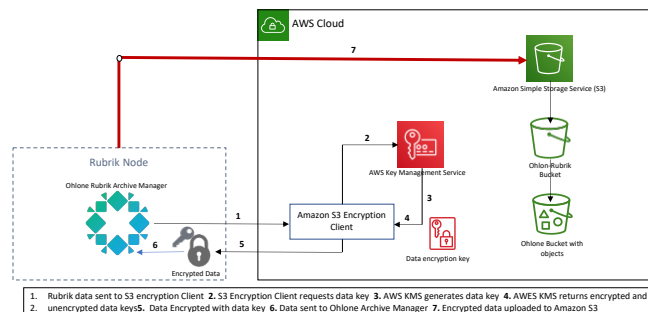 AWS Cloud
7
Amazon Simple Storage Service (S3)
2
AWS Key Management Service
Rubrik Node
Ohlone Rubrik Archive Manager
Ohlon-Rubrik
Bucket
3
1
Amazon S3 Encryption
Client
4
Data encryption key
6
5
Encrypted Data
Ohlone Bucket with
objects
1. Rubrik data sent to S3 encryption Client 2. S3 Encryption Client requests data key 3. AWS KMS generates data key 4. AWES KMS returns encrypted and
2. unencrypted data keys5. Data Encrypted with data key 6. Data sent to Ohlone Archive Manager 7. Encrypted data uploaded to Amazon S3